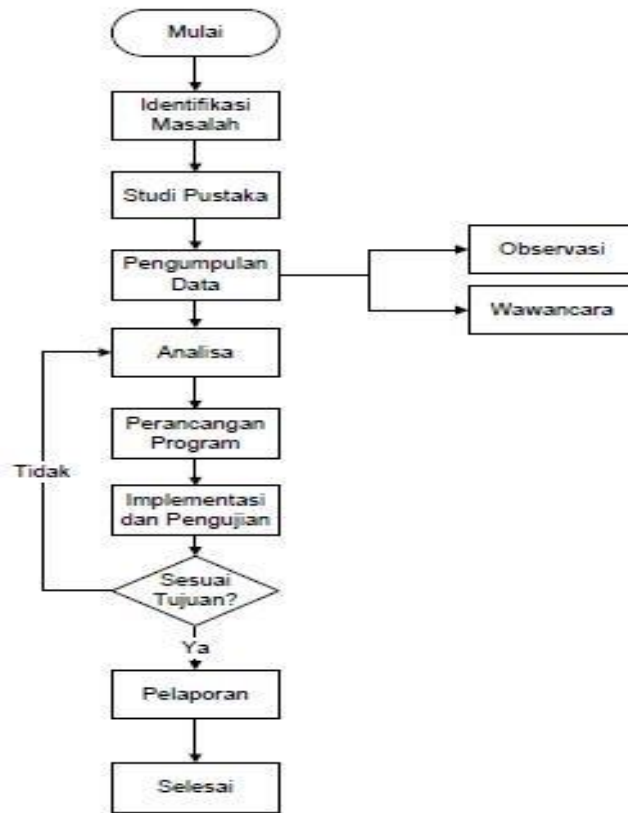 Mulai
Identifikasi
Masalah
Studi Pustaka
Pengumpulan
Data
Observasi
Wawancara
Analisa
Perancangan
Program
Tidak
Implementasi
dan Pengujian
Sesuai
Tujuan?
Ya
Pelaporan
Selesai